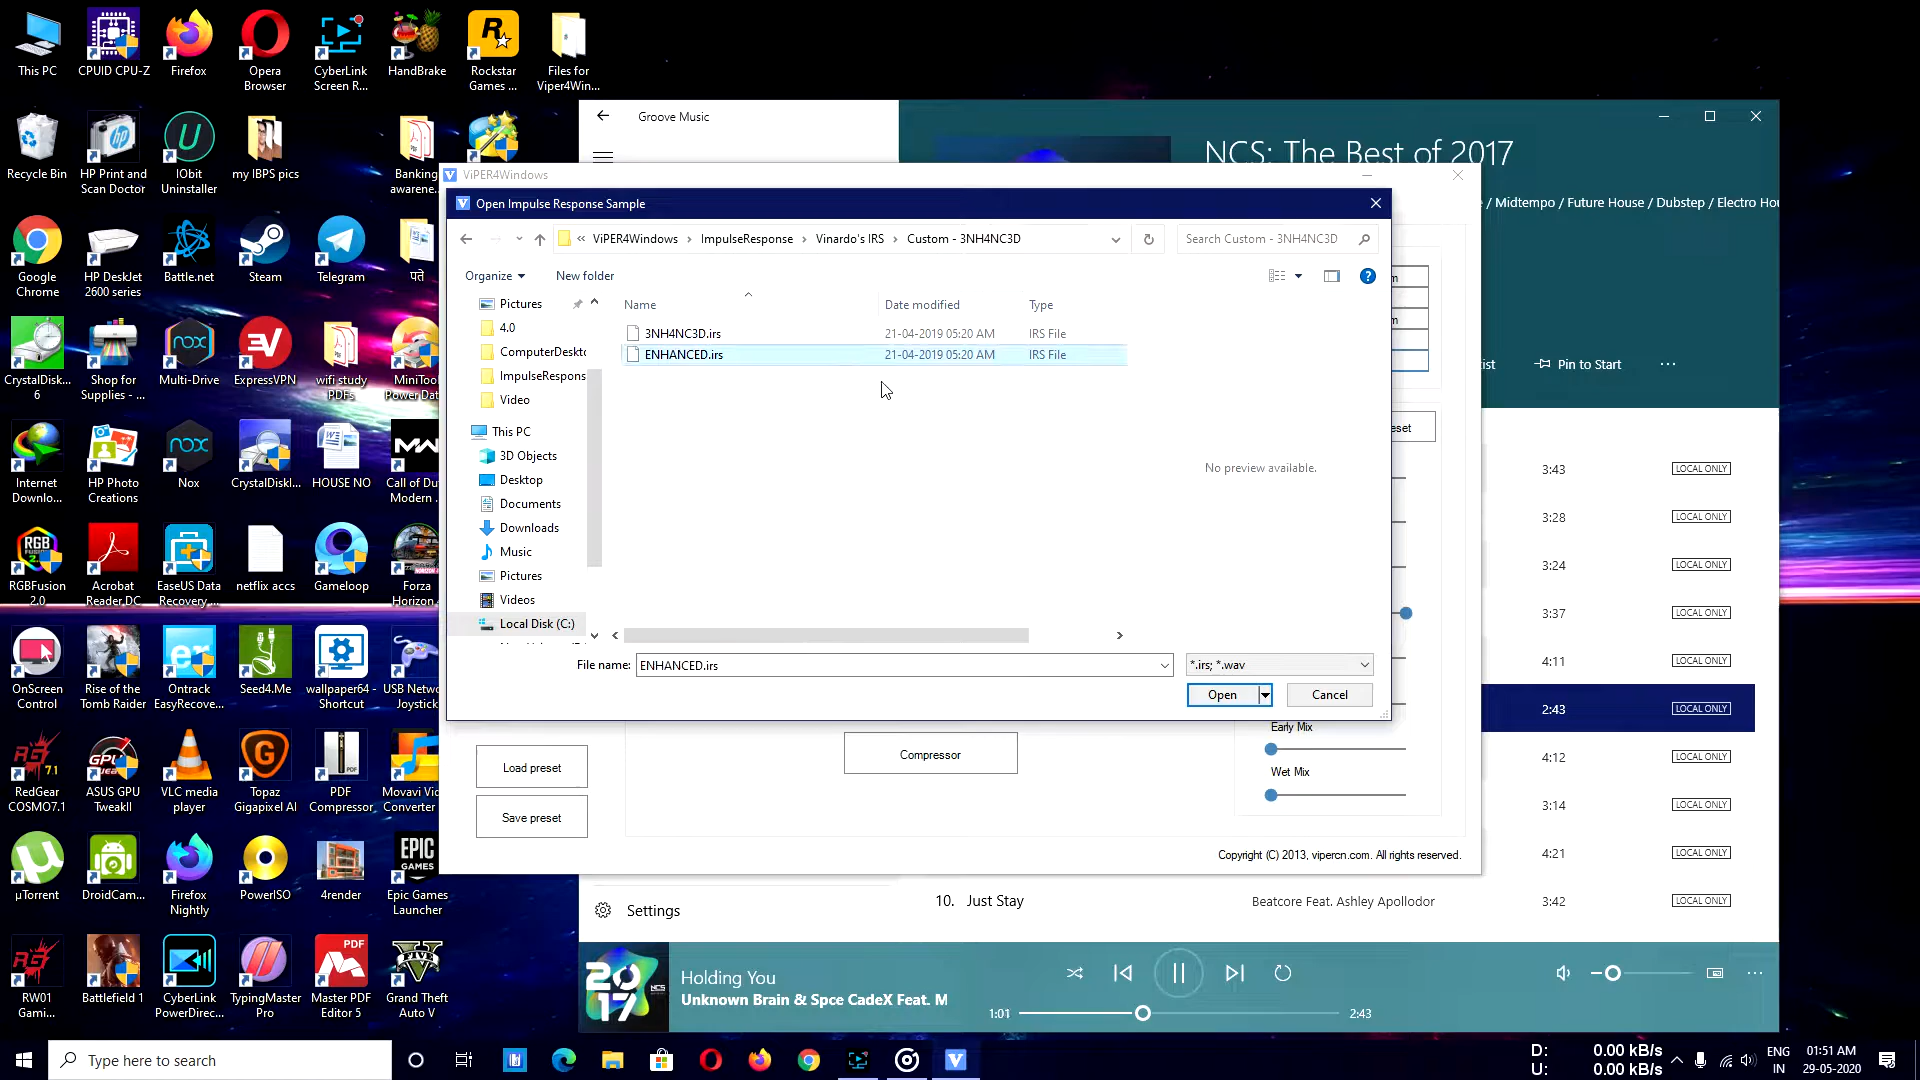 This PC
CPUID CPU-Z
Firefox
Opera
Browser
CyberLink
Screen R...
HandBrake
Rockstar
Games ...
Files for
Viper4Win...
Recycle Bin
HP Print and
Scan Doctor
IObit
Uninstaller
my IBPS pics
Banking
awarene...
Google
Chrome
HP DeskJet
2600 series
Battle.net
Steam
Telegram
पते
CrystalDisk...
6
Shop for
Supplies - ...
Multi-Drive
ExpressVPN
wifi study
PDFs
MiniTool
Power Dat
Internet
Downlo...
HP Photo
Creations
Nox
CrystalDiskI...
HOUSE NO
Call of Du
Modern ..
RGBFusion
2.0
Acrobat
Reader DC
EaseUS Data
Recovery ...
netflix accs
Gameloop
Forza
Horizon 4
OnScreen
Control
Rise of the
Tomb Raider
Ontrack
EasyRecove...
Seed4.Me
wallpaper64 -
Shortcut
USB Netwo
Joystick
RedGear
COSMO7.1
ASUS GPU
TweakII
VLC media
player
Topaz
Gigapixel AI
PDF
Compressor
Movavi Vid
Converter
µTorrent
DroidCam...
Firefox
Nightly
PowerISO
4render
Epic Games
Launcher
RW01
Gami...
Battlefield 1
CyberLink
PowerDirec...
TypingMaster
Pro
Master PDF
Editor 5
Grand Theft
Auto V
Groove Music
NCS: The Best of 2017
/ Midtempo / Future House / Dubstep / Electro Hou
ist
Pin to Start
ViPER4Windows
Open Impulse Response Sample
« ViPER4Windows › ImpulseResponse › Vinardo's IRS › Custom - 3NH4NC3D
Search Custom - 3NH4NC3D
Organize
New folder
Name
Date modified
Type
3NH4NC3D.irs
21-04-2019 05:20 AM
IRS File
ENHANCED.irs
21-04-2019 05:20 AM
IRS File
Pictures
4.0
ComputerDeskto
ImpulseRespons
Video
This PC
3D Objects
Desktop
Documents
Downloads
Music
Pictures
Videos
Local Disk (C:)
No preview available.
File name:
ENHANCED.irs
*.irs; *.wav
Open
Cancel
eset
Early Mix
Wet Mix
Compressor
Load preset
Save preset
Copyright (C) 2013, vipercn.com. All rights reserved.
3:43
LOCAL ONLY
3:28
LOCAL ONLY
3:24
LOCAL ONLY
3:37
LOCAL ONLY
4:11
LOCAL ONLY
2:43
LOCAL ONLY
4:12
LOCAL ONLY
3:14
LOCAL ONLY
4:21
LOCAL ONLY
10. Just Stay
Beatcore Feat. Ashley Apollodor
3:42
LOCAL ONLY
Settings
2017
NCS
Holding You
Unknown Brain & Spce CadeX Feat. M
1:01
2:43
Type here to search
D: 0.00 kB/s
U: 0.00 kB/s
ENG
IN
01:51 AM
29-05-2020